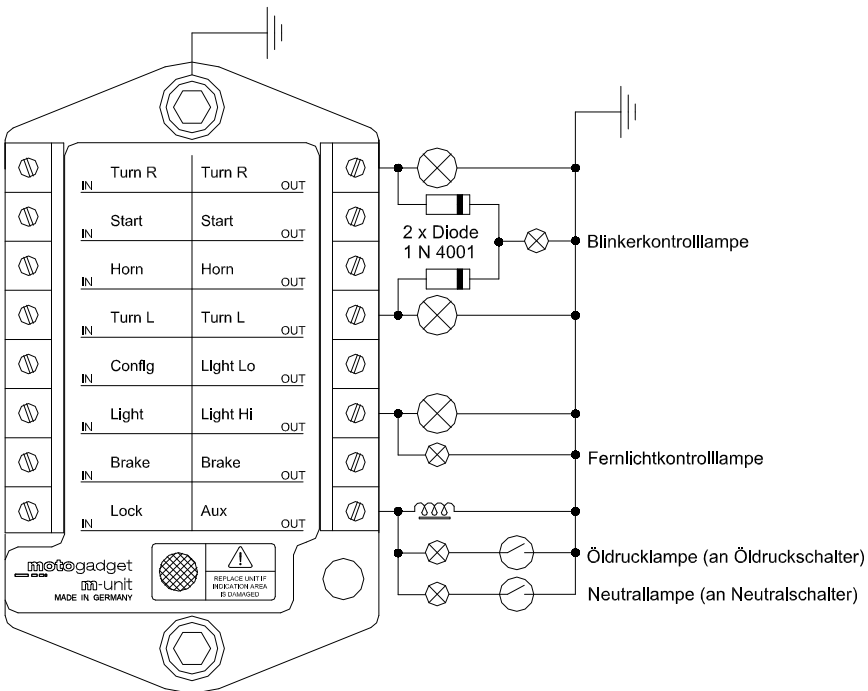 Turn R Turn R
IN OUT
Start Start
IN OUT
Horn Horn
IN OUT
Turn L Turn L
IN OUT
Config Light Lo
IN OUT
Light Light Hi
IN OUT
Brake Brake
IN OUT
Lock Aux
IN OUT
2 x Diode
1 N 4001
Blinkerkontrolllampe
Fernlichtkontrolllampe
Öldrucklampe (an Öldruckschalter)
Neutrallampe (an Neutralschalter)
motogadget
m-unit
MADE IN GERMANY
REPLACE UNIT IF
INDICATION AREA
IS DAMAGED